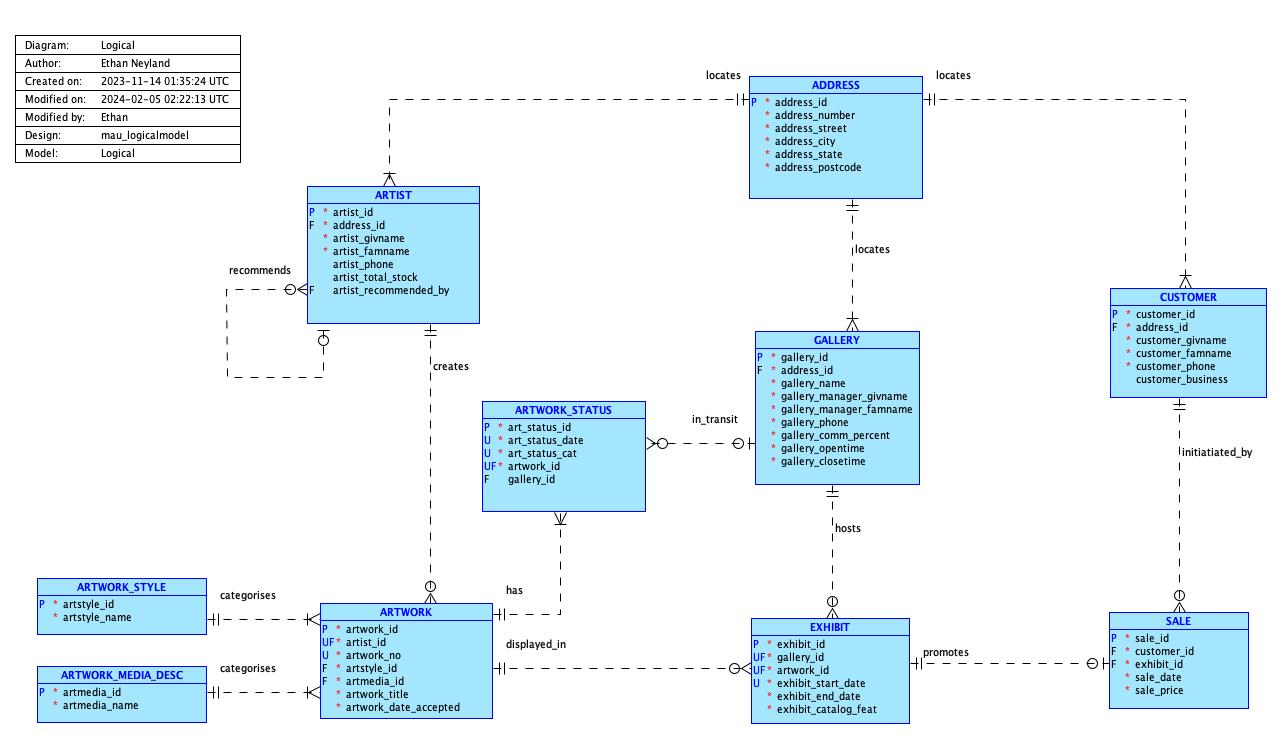 Diagram: Logical
Author: Ethan Neyland
Created on: 2023-11-14 01:35:24 UTC
Modified on: 2024-02-05 02:22:13 UTC
Modified by: Ethan
Design: mau_logicalmodel
Model: Logical
locates
locates
ADDRESS
P * address_id
* address_number
* address_street
* address_city
* address_state
* address_postcode
ARTIST
P * artist_id
F * address_id
* artist_givname
* artist_famname
artist_phone
artist_total_stock
F artist_recommended_by
recommends
creates
locates
CUSTOMER
P * customer_id
F * address_id
* customer_givname
* customer_famname
* customer_phone
customer_business
GALLERY
P * gallery_id
F * address_id
* gallery_name
* gallery_manager_givname
* gallery_manager_famname
* gallery_phone
* gallery_comm_percent
* gallery_opentime
* gallery_closetime
ARTWORK_STATUS
P * art_status_id
U * art_status_date
U * art_status_cat
UF * artwork_id
F gallery_id
in_transit
initiatiated_by
hosts
ARTWORK_STYLE
P * artstyle_id
* artstyle_name
categorises
has
ARTWORK
P * artwork_id
UF * artist_id
U * artwork_no
F * artstyle_id
F * artmedia_id
* artwork_title
* artwork_date_accepted
displayed_in
ARTWORK_MEDIA_DESC
P * artmedia_id
* artmedia_name
categorises
EXHIBIT
P * exhibit_id
UF * gallery_id
UF * artwork_id
U * exhibit_start_date
* exhibit_end_date
* exhibit_catalog_feat
promotes
SALE
P * sale_id
F * customer_id
F * exhibit_id
* sale_date
* sale_price